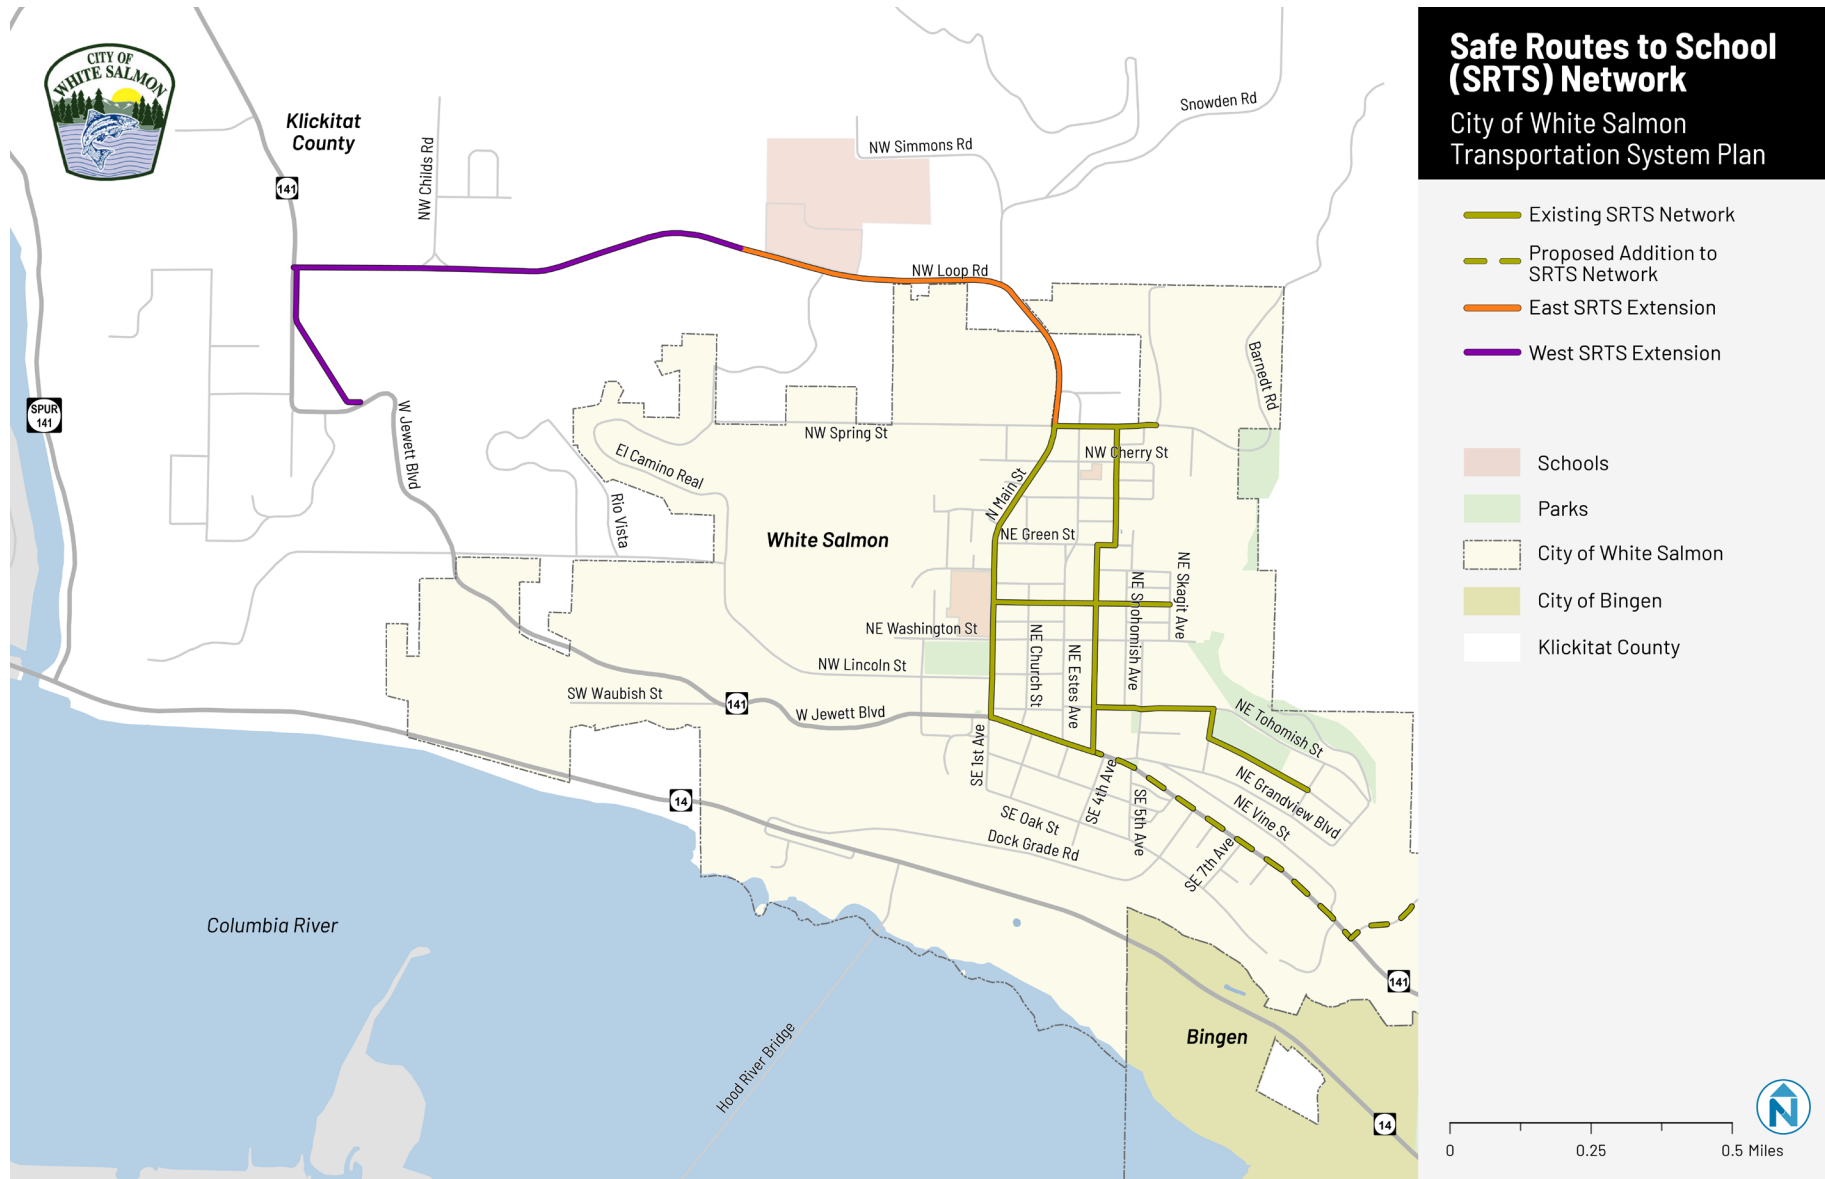 CITY OF
WHITE SALMON
Safe Routes to School
(SRTS) Network
City of White Salmon
Transportation System Plan
Existing SRTS Network
Proposed Addition to
SRTS Network
East SRTS Extension
West SRTS Extension
Schools
Parks
City of White Salmon
City of Bingen
Klickitat County
0
0.25
0.5 Miles
N
Klickitat
County
141
NW Childs Rd
NW Simmons Rd
Snowden Rd
NW Loop Rd
Barnedt Rd
SPUR
141
W Jewett Blvd
NW Spring St
El Camino Real
Rio Vista
NW Cherry St
N Main St
NE Green St
White Salmon
NE Skagit Ave
NE Snohomish Ave
NE Washington St
NE Church St
NE Estes Ave
NW Lincoln St
SW Waubish St
141
W Jewett Blvd
NE Tohomish St
SE 1st Ave
SE 4th Ave
SE 5th Ave
NE Grandview Blvd
NE Vine St
SE Oak St
Dock Grade Rd
SE 7th Ave
14
Columbia River
141
Hood River Bridge
Bingen
14